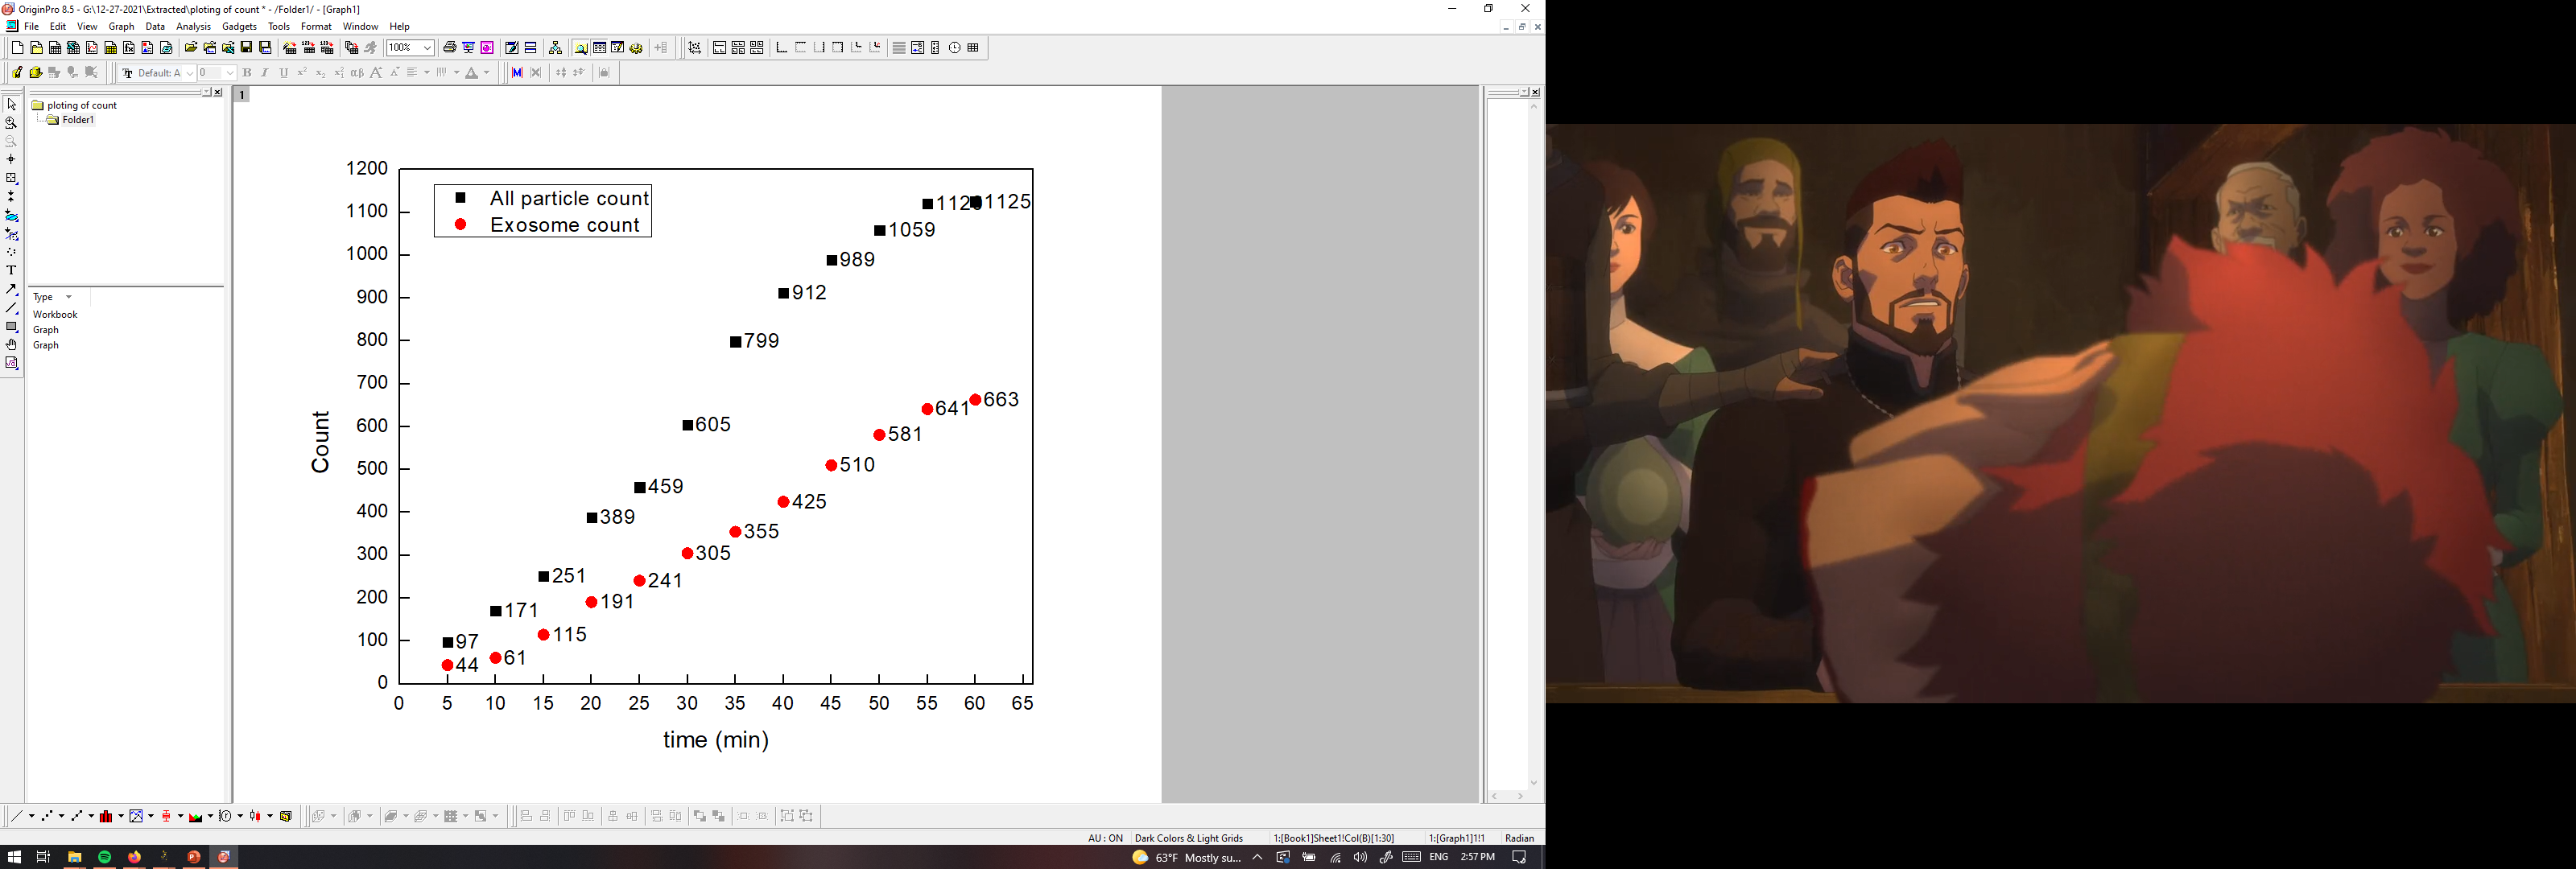 OriginPro 8.5 - G:\12-27-2021\Extracted\ploting of count * - /Folder1/ - [Graph1]
File Edit View Graph Data Analysis Gadgets Tools Format Window Help
100%
Default: A 0 B I U
ploting of count
Folder1
Type
Workbook
Graph
Graph
1
All particle count
Exosome count
1200
1100
1000
900
800
700
600
500
400
300
200
100
0
Count
97
171
251
389
459
605
799
912
989
1059
1125
44
61
115
191
241
305
355
425
510
581
641
663
0 5 10 15 20 25 30 35 40 45 50 55 60 65
time (min)
AU : ON Dark Colors & Light Grids 1:[Book1]Sheet1!Col(B)[1:30] 1:[Graph1]1!1 Radian
63°F Mostly su... ENG 2:57 PM